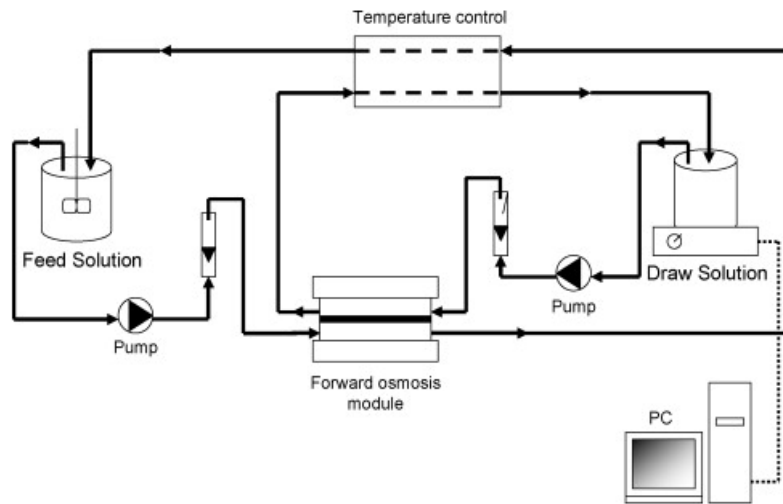 Temperature control
Feed Solution
Draw Solution
Pump
Pump
Forward osmosis
module
PC